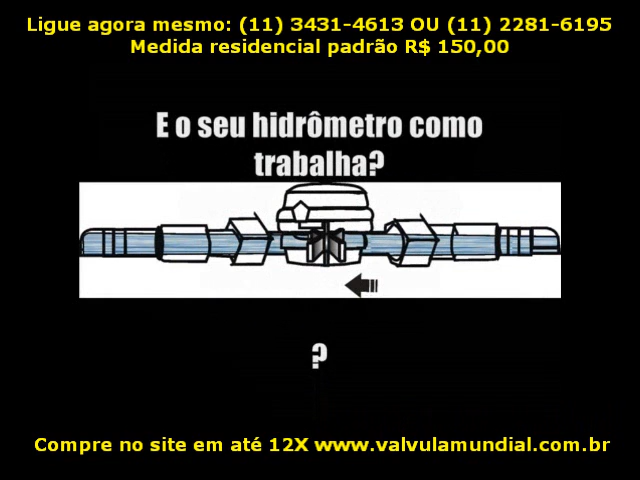 Ligue agora mesmo: (11) 3431-4613 OU (11) 2281-6195
Medida residencial padrão R$ 150,00
E o seu hidrômetro como
trabalha?
?
Compre no site em até 12X www.valvulamundial.com.br